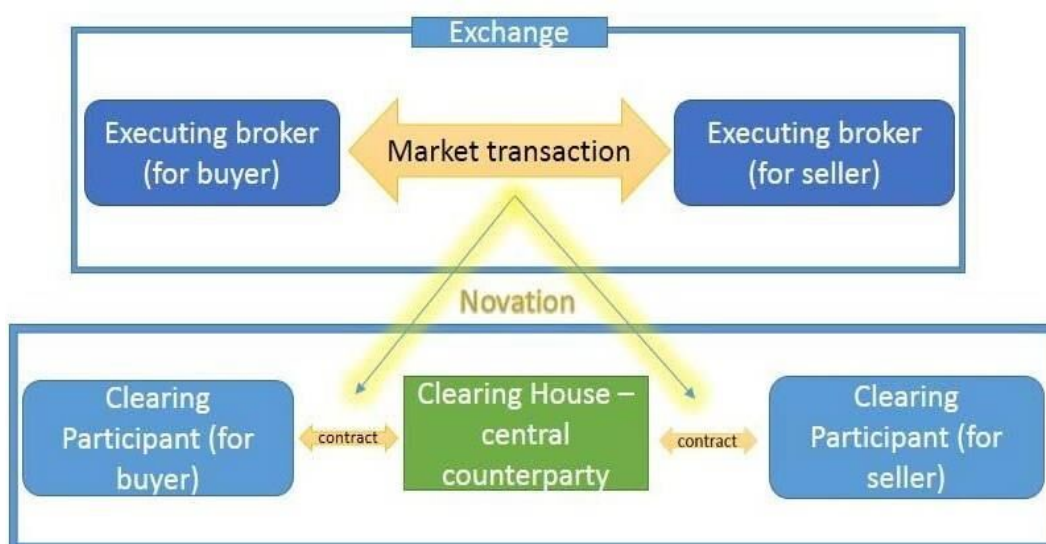 Exchange
Executing broker
(for buyer)
Market transaction
Executing broker
(for seller)
Novation
Clearing
Participant (for
buyer)
contract
Clearing House –
central
counterparty
contract
Clearing
Participant (for
seller)